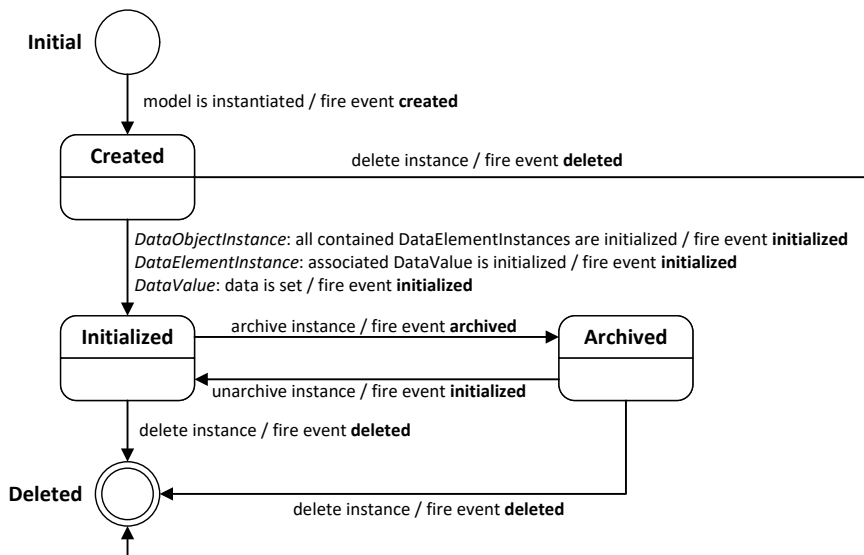 Initial
model is instantiated / fire event created
Created
delete instance / fire event deleted
DataObjectInstance: all contained DataElementInstances are initialized / fire event initialized
DataElementInstance: associated DataValue is initialized / fire event initialized
DataValue: data is set / fire event initialized
Initialized
archive instance / fire event archived
Archived
unarchive instance / fire event initialized
delete instance / fire event deleted
Deleted
delete instance / fire event deleted